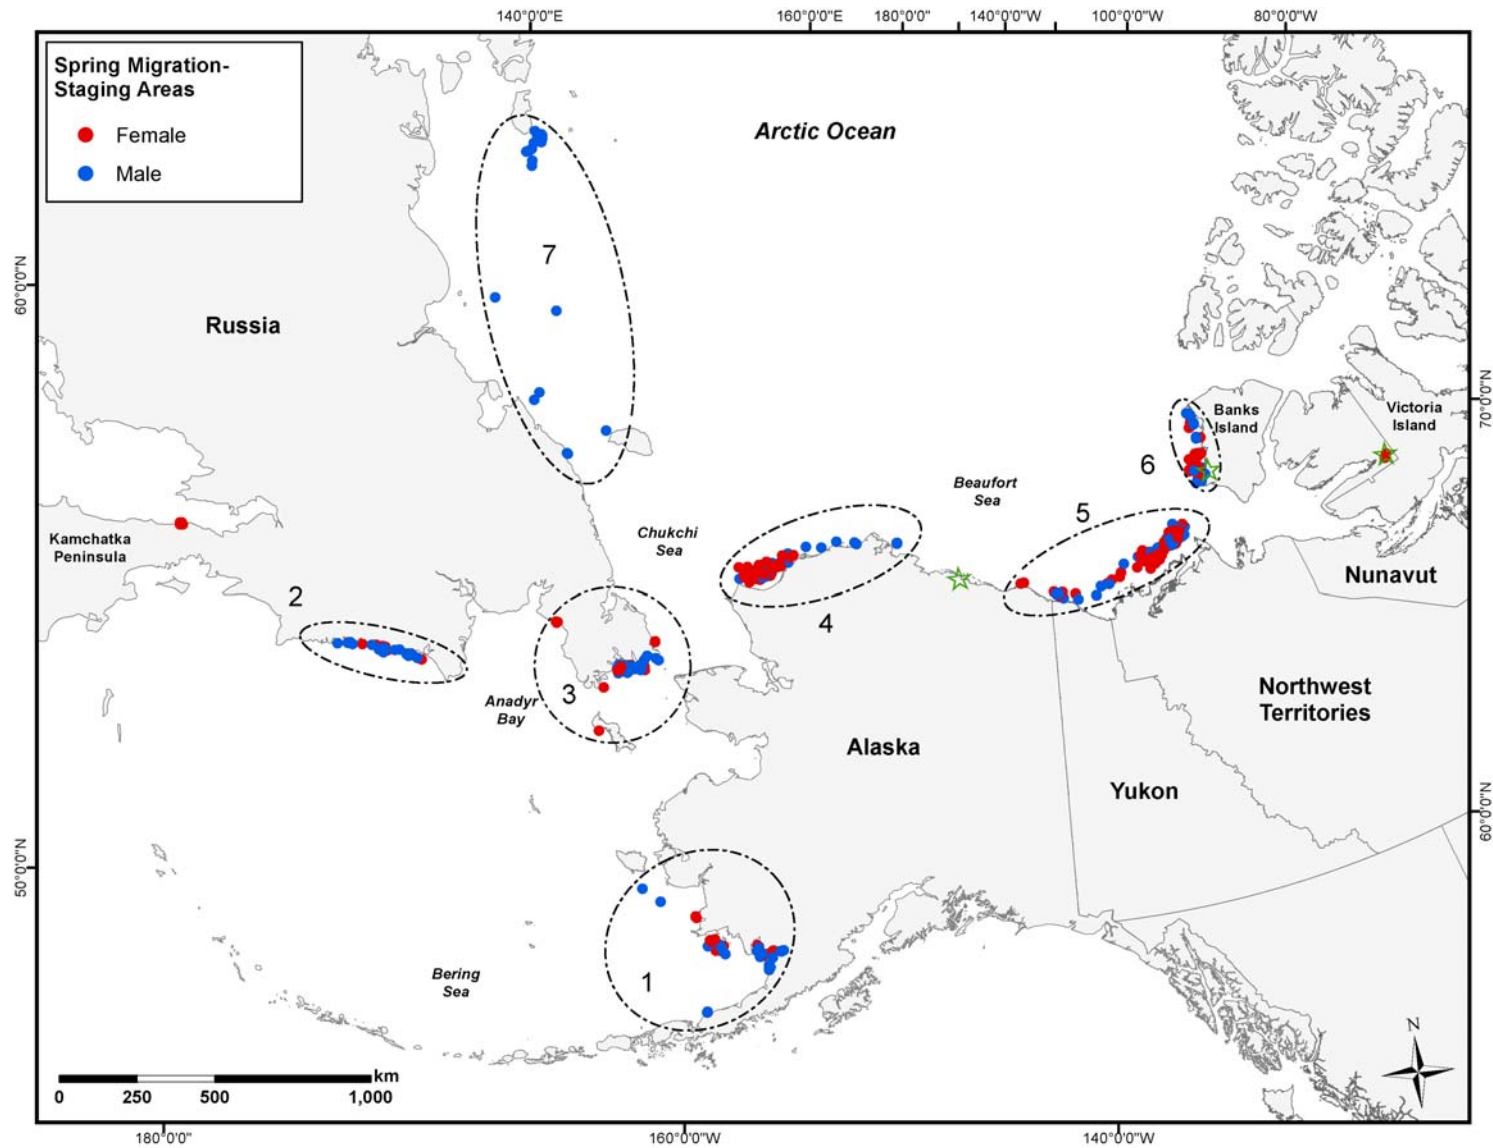 140°0'0"E
160°0'0"E
180°0'0"
140°0'0"W
100°0'0"W
80°0'0"W
Spring Migration-
Staging Areas
Female
Male
Arctic Ocean
7
60°0'0"N
Russia
70°0'0"N
Banks
Island
Victoria
Island
6
Beaufort
Sea
5
Chukchi
Sea
Kamchatka
Peninsula
Nunavut
2
4
3
Anadyr
Bay
Northwest
Territories
Alaska
Yukon
60°0'0"N
50°0'0"N
Bering
Sea
1
N
km
0 250 500 1,000
180°0'0"
160°0'0"W
140°0'0"W